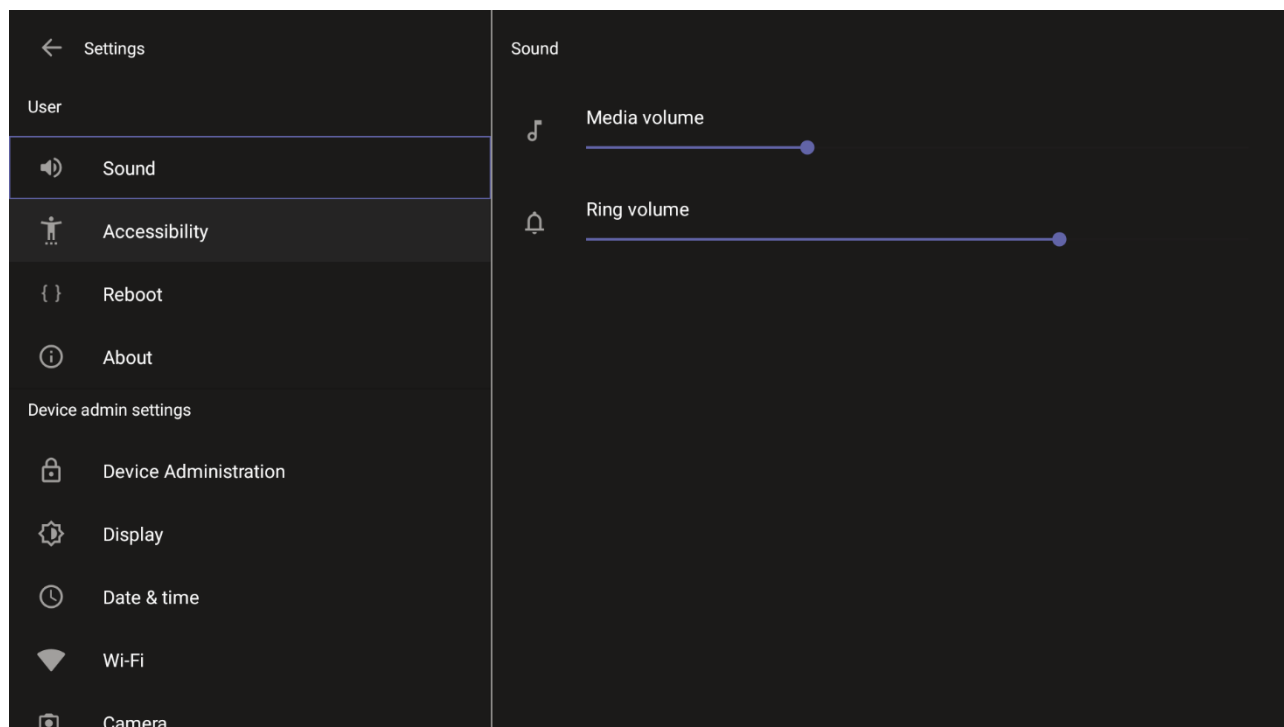 Settings
User
Sound
Accessibility
Reboot
About
Device admin settings
Device Administration
Display
Date & time
Wi-Fi
Camera
Sound
Media volume
Ring volume